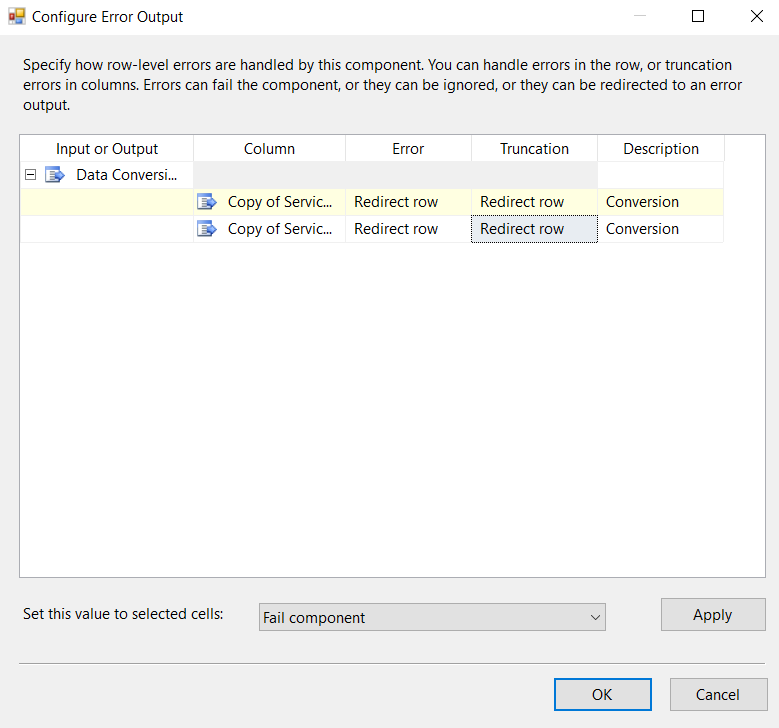 Configure Error Output
Specify how row-level errors are handled by this component. You can handle errors in the row, or truncation
errors in columns. Errors can fail the component, or they can be ignored, or they can be redirected to an error
output.
Input or Output Column Error Truncation Description
Data Conversi...
Copy of Servic... Redirect row Redirect row Conversion
Copy of Servic... Redirect row Redirect row Conversion
Set this value to selected cells: Fail component Apply
OK Cancel